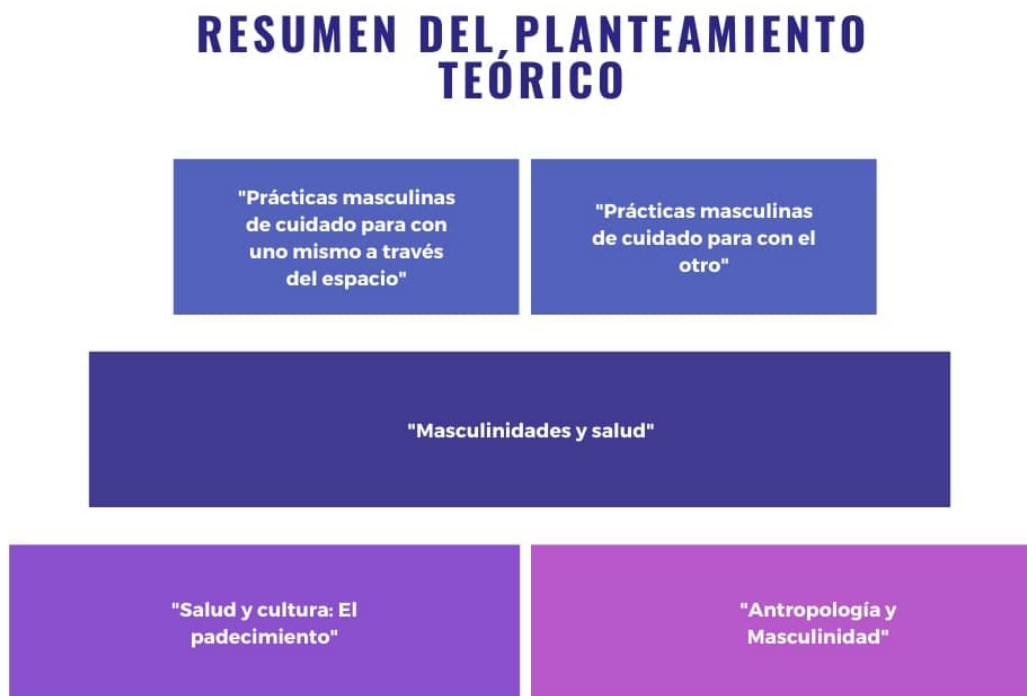 RESUMEN DEL PLANTEAMIENTO
TEÓRICO
"Prácticas masculinas
de cuidado para con
uno mismo a través
del espacio"
"Prácticas masculinas
de cuidado para con el
otro"
"Masculinidades y salud"
"Salud y cultura: El
padecimiento"
"Antropología y
Masculinidad"